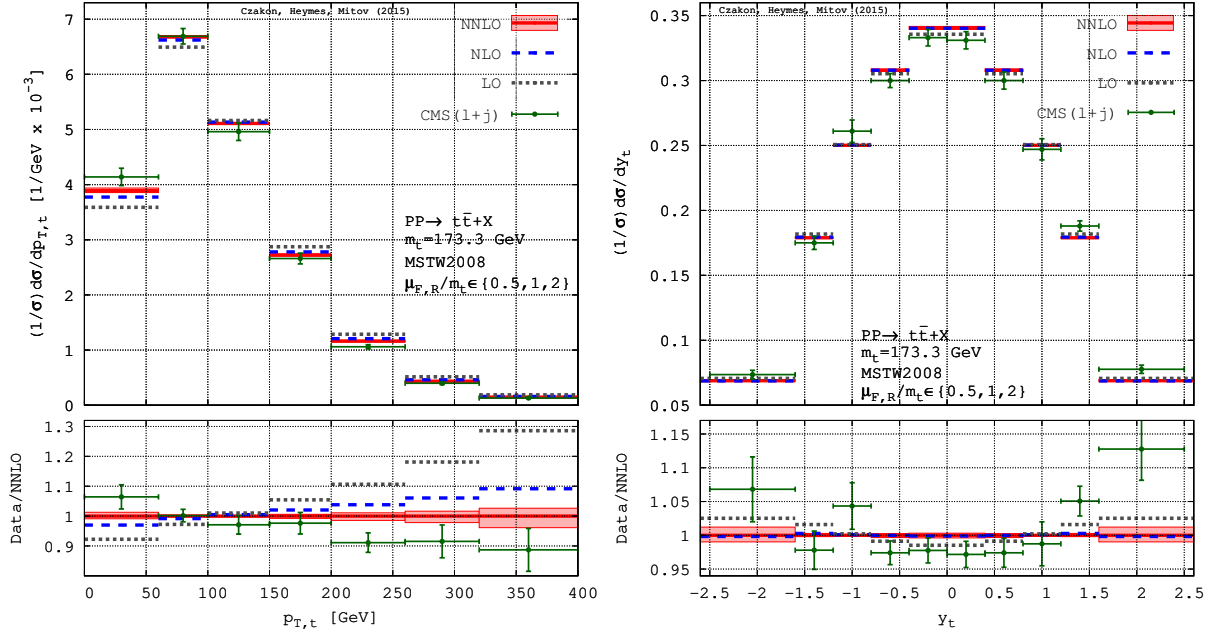 Czakon, Heymes, Mitov (2015)
NNLO
NLO
LO
CMS(l+j)
(1/σ)dσ/dp_{T,t} [1/GeV x 10^{-3}]
7
6
5
4
3
2
1
0
PP→ tt̄+X
m_t=173.3 GeV
MSTW2008
μ_{F,R}/m_t∈{0.5,1,2}
Data/NNLO
1.3
1.2
1.1
1
0.9
0 50 100 150 200 250 300 350 400
p_{T,t} [GeV]
Czakon, Heymes, Mitov (2015)
NNLO
NLO
LO
CMS(l+j)
(1/σ)dσ/dy_t
0.35
0.3
0.25
0.2
0.15
0.1
0.05
PP→ tt̄+X
m_t=173.3 GeV
MSTW2008
μ_{F,R}/m_t∈{0.5,1,2}
Data/NNLO
1.15
1.1
1.05
1
0.95
−2.5 −2 −1.5 −1 −0.5 0 0.5 1 1.5 2 2.5
y_t